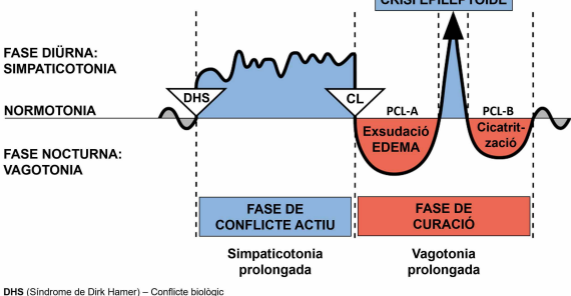 CRISI EPILEPTOIDE
FASE DIÜRNA:
SIMPATICOTONIA
DHS
CL
NORMOTONIA
PCL-A
PCL-B
Exsudació
EDEMA
Cicatrit-
zació
FASE NOCTURNA:
VAGOTONIA
FASE DE
CONFLICTE ACTIU
FASE DE
CURACIÓ
Simpaticotonia
prolongada
Vagotonia
prolongada
DHS (Síndrome de Dirk Hamer) – Conflicte biològic